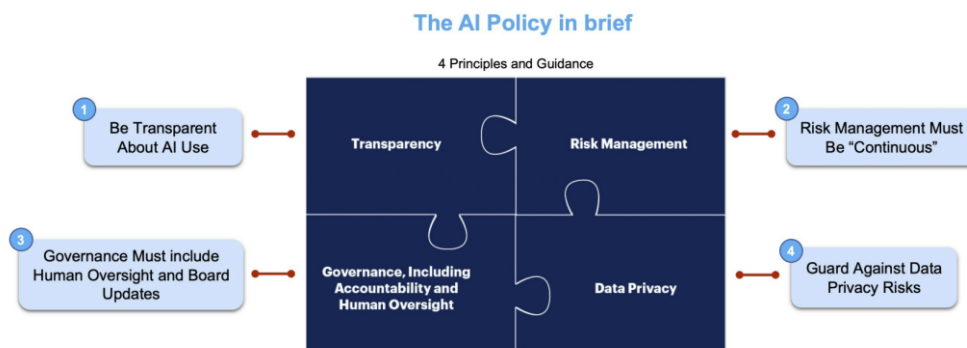 The AI Policy in brief
4 Principles and Guidance
1
Be Transparent
About AI Use
Transparency
Risk Management
2
Risk Management Must
Be “Continuous”
3
Governance Must include
Human Oversight and Board
Updates
Governance, Including
Accountability and
Human Oversight
Data Privacy
4
Guard Against Data
Privacy Risks